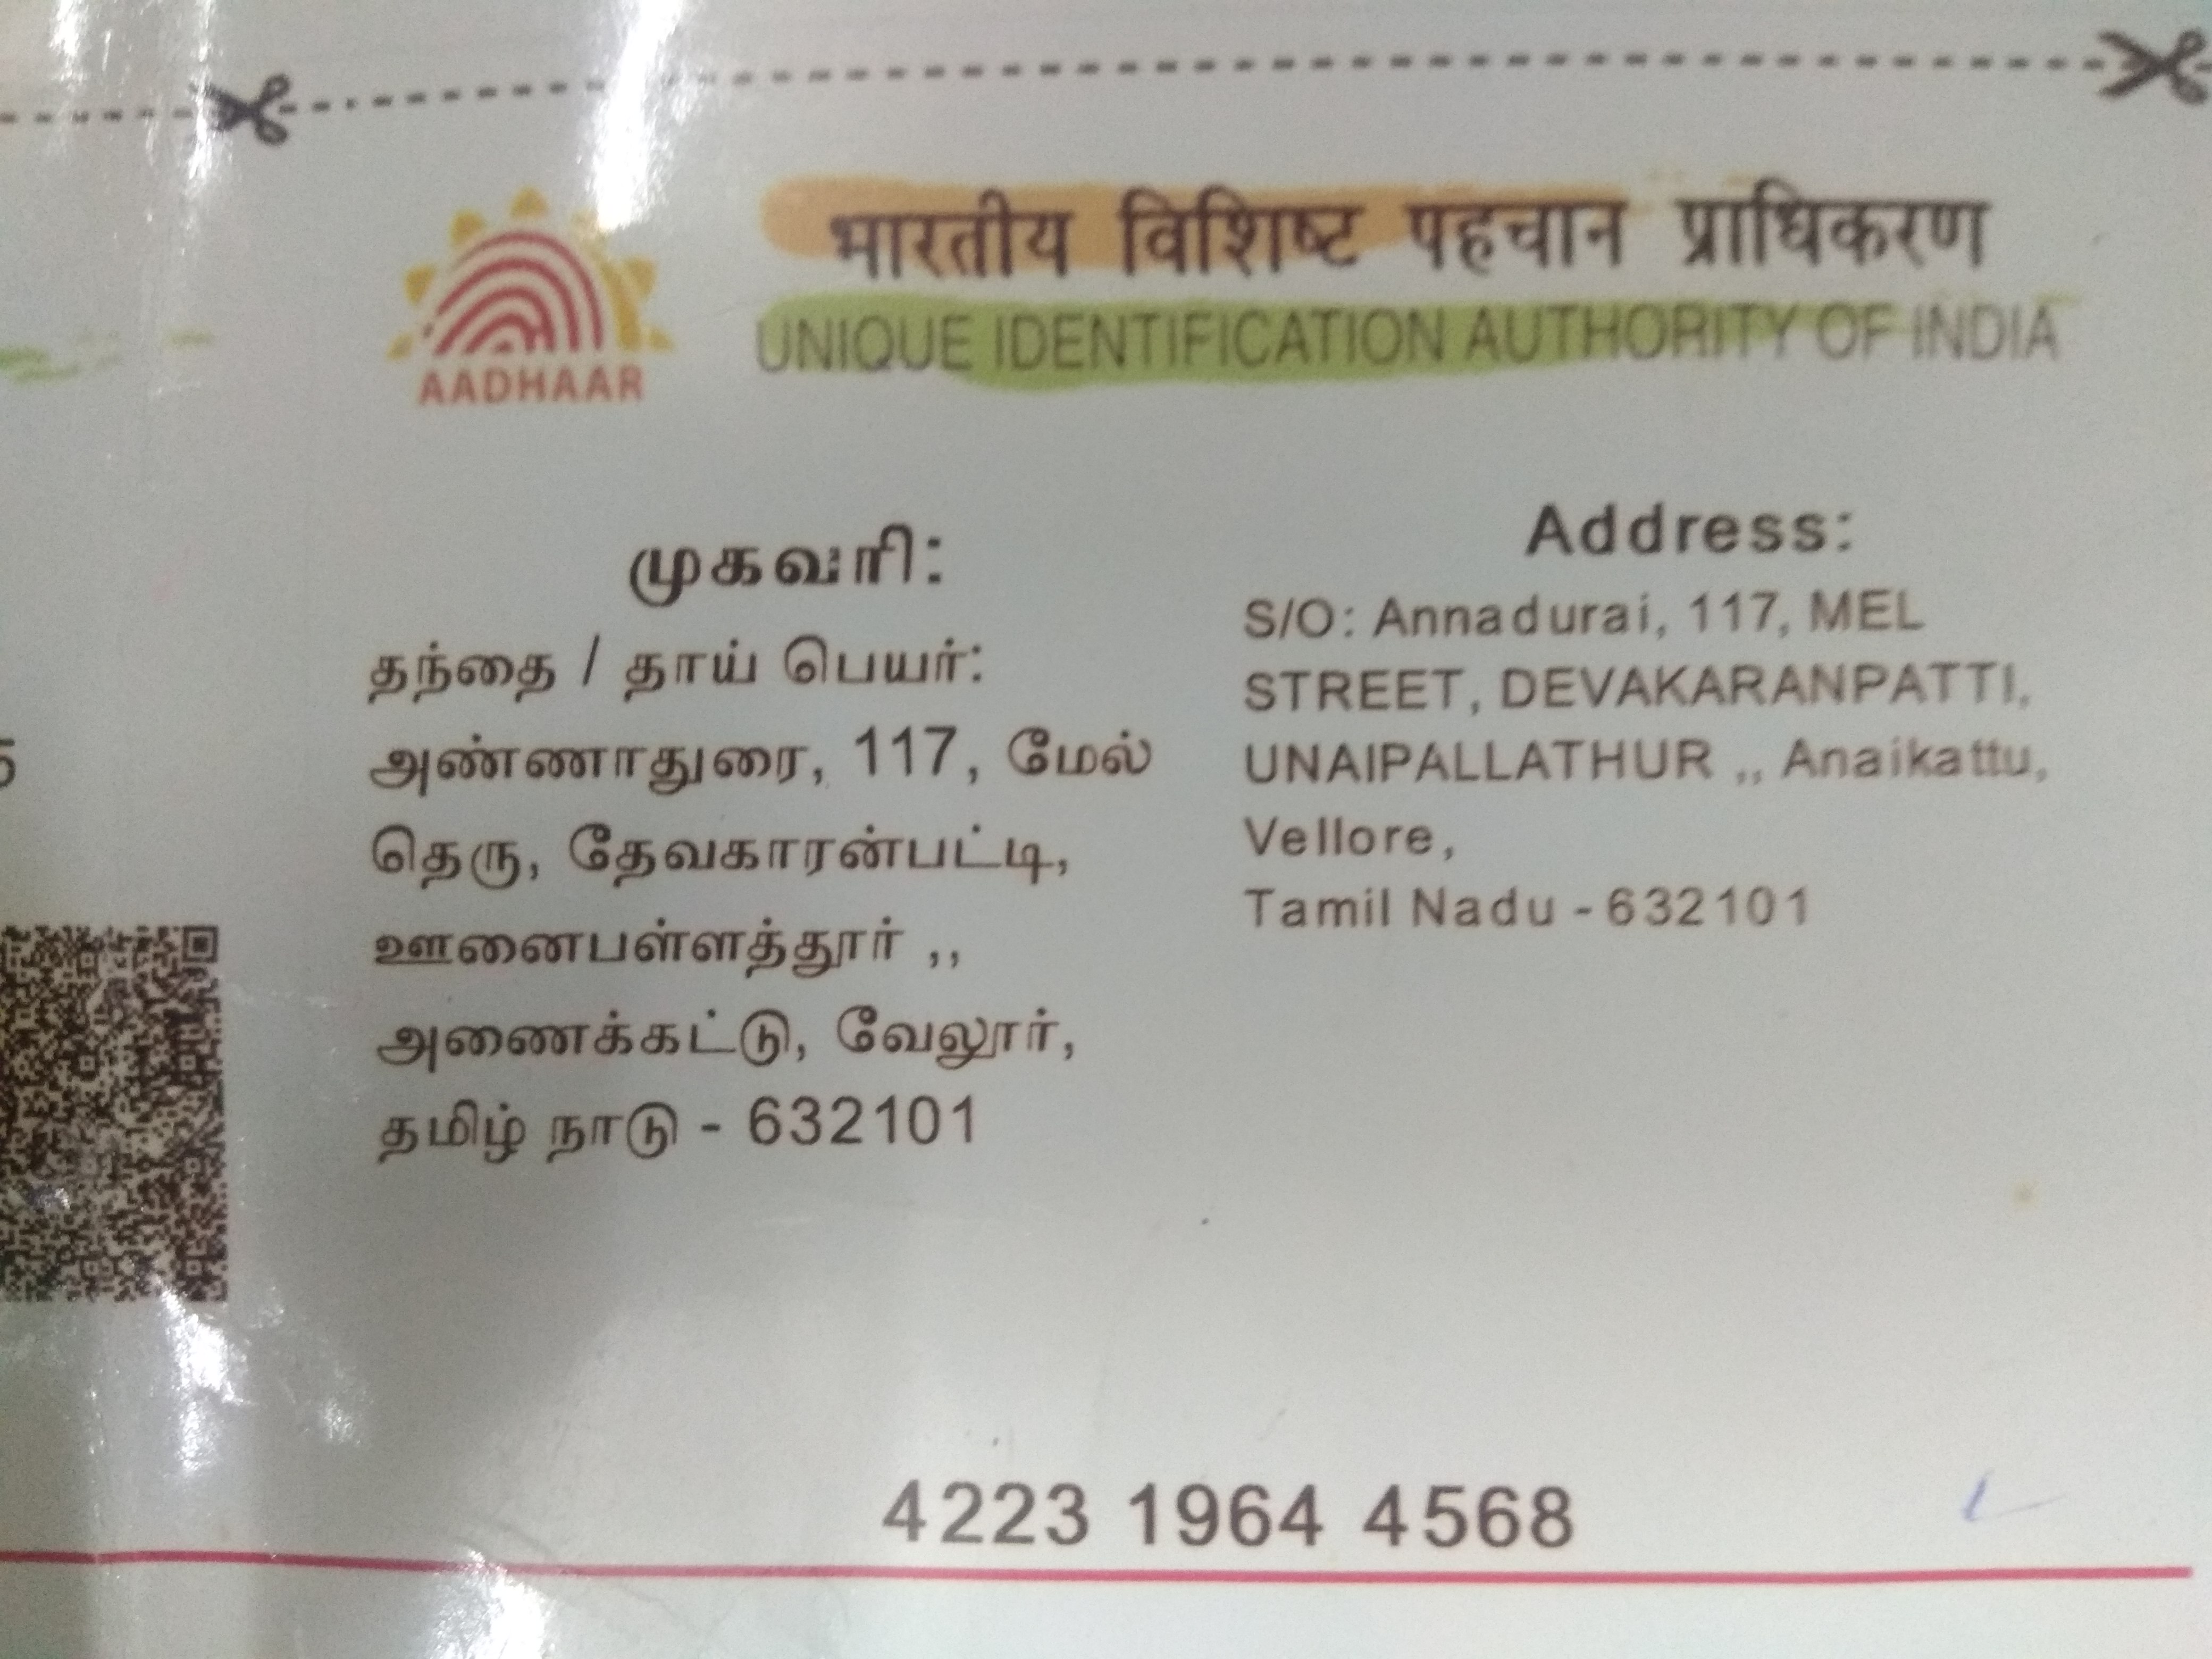 भारतीय विशिष्ट पहचान प्राधिकरण
UNIQUE IDENTIFICATION AUTHORITY OF INDIA
AADHAAR
முகவரி:
தந்தை / தாய் பெயர்:
அண்ணாதுரை, 117, மேல்
தெரு, தேவகாரன்பட்டி,
ஊனைபள்ளத்தூர் ,,
அணைக்கட்டு, வேலூர்,
தமிழ் நாடு - 632101
Address:
S/O: Annadurai, 117, MEL
STREET, DEVAKARANPATTI,
UNAIPALLATHUR ,, Anaikattu,
Vellore,
Tamil Nadu - 632101
4223 1964 4568